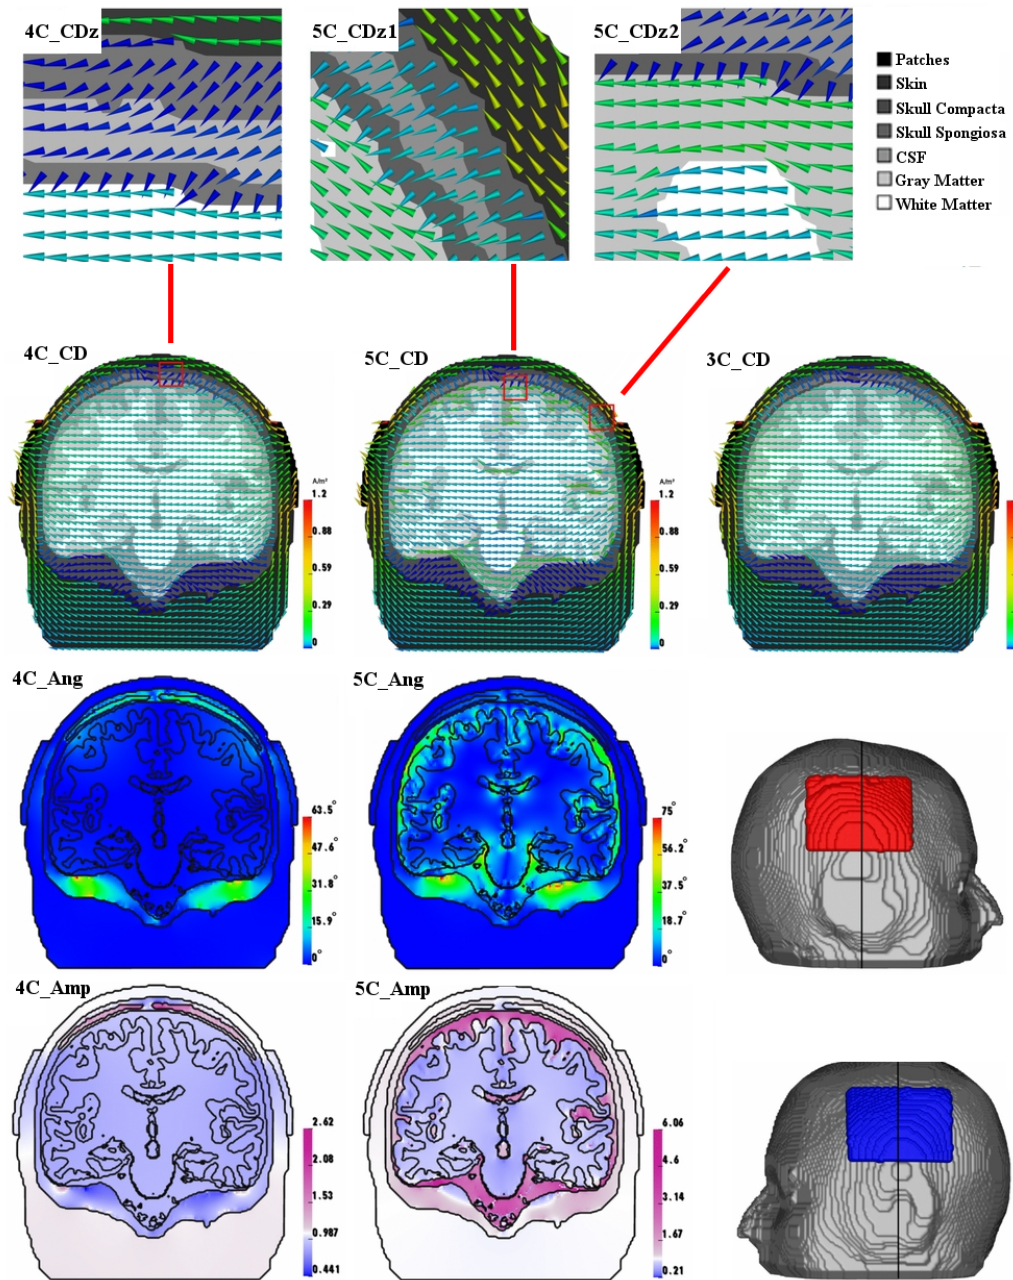 4C_CDz
5C_CDz1
5C_CDz2
Patches
Skin
Skull Compacta
Skull Spongiosa
CSF
Gray Matter
White Matter
4C_CD
5C_CD
3C_CD
A/m²
1.2
0.88
0.59
0.29
0
A/m²
1.2
0.88
0.59
0.29
0
4C_Ang
5C_Ang
63.5°
47.6°
31.8°
15.9°
0°
75°
56.2°
37.5°
18.7°
0°
4C_Amp
5C_Amp
2.62
2.08
1.53
0.987
0.441
6.06
4.6
3.14
1.67
0.21